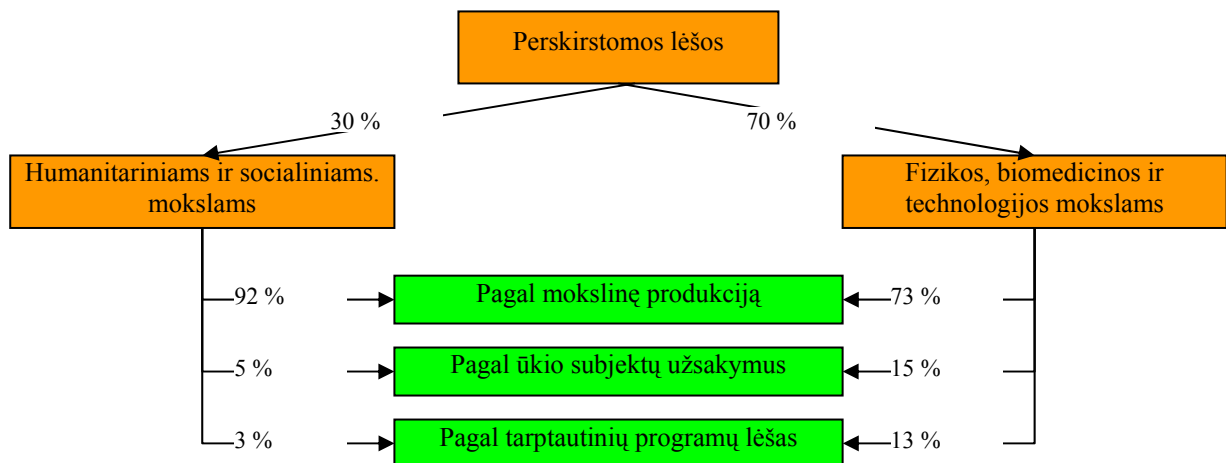 Perskirstomos lėšos
30 %
70 %
Humanitariniams ir socialiniams.
mokslams
Fizikos, biomedicinos ir
technologijos mokslams
92 %
Pagal mokslinę produkciją
73 %
5 %
Pagal ūkio subjektų užsakymus
15 %
3 %
Pagal tarptautinių programų lėšas
13 %